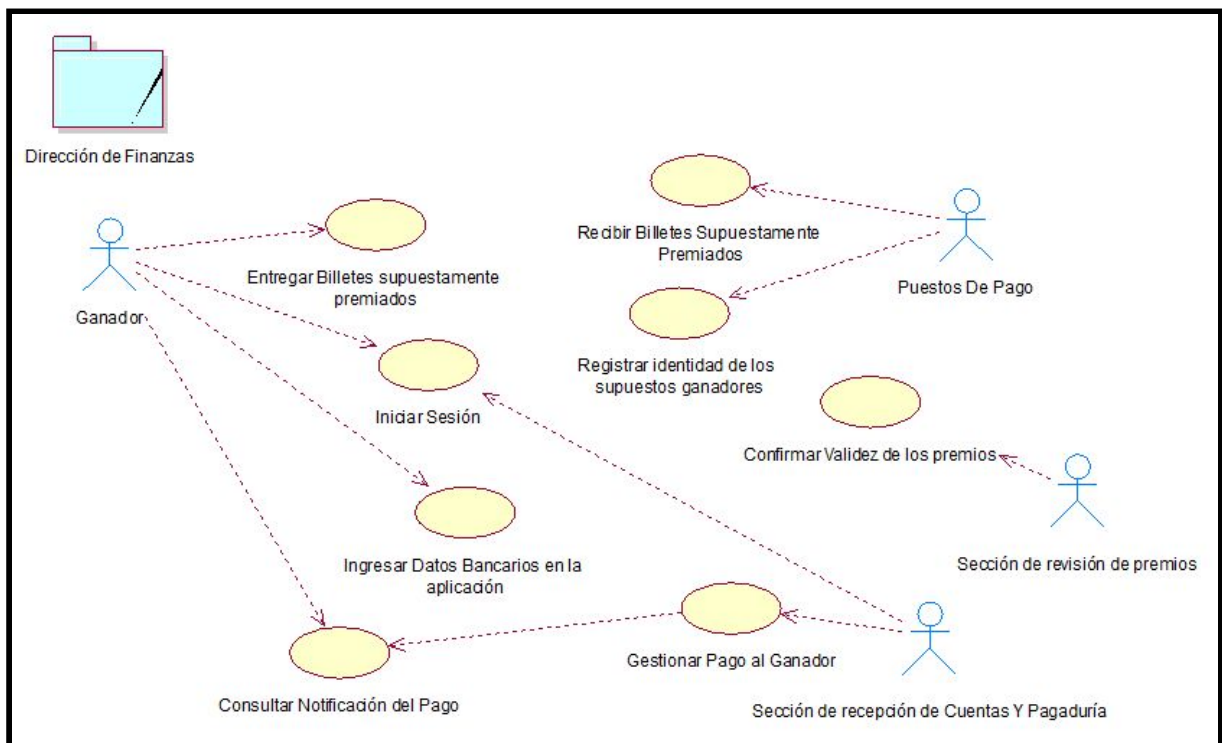 Dirección de Finanzas
Entregar Billetes supuestamente
premiados
Ganador
Recibir Billetes Supuestamente
Premiados
Puestos De Pago
Registrar identidad de los
supuestos ganadores
Iniciar Sesión
Confirmar Validez de los premios
Sección de revisión de premios
Ingresar Datos Bancarios en la
aplicación
Gestionar Pago al Ganador
Consultar Notificación del Pago
Sección de recepción de Cuentas Y Pagaduría